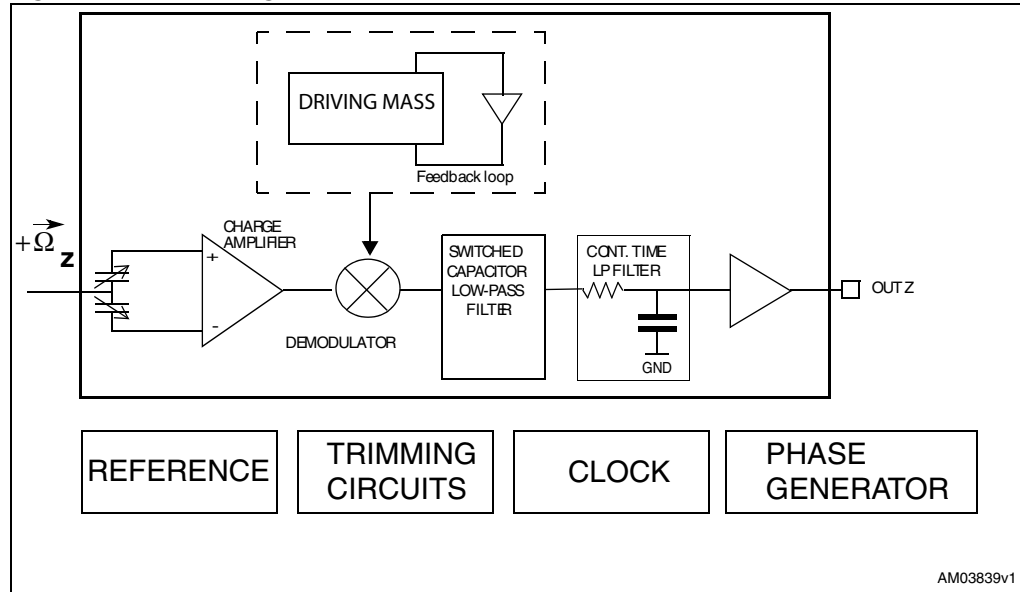 DRIVING MASS
Feedback loop
+Ω
z
CHARGE
AMPLIFIER
+
-
DEMODULATOR
SWITCHED
CAPACITOR
LOW-PASS
FILTER
CONT. TIME
LP FILTER
GND
OUT Z
REFERENCE
TRIMMING
CIRCUITS
CLOCK
PHASE
GENERATOR
AM03839v1